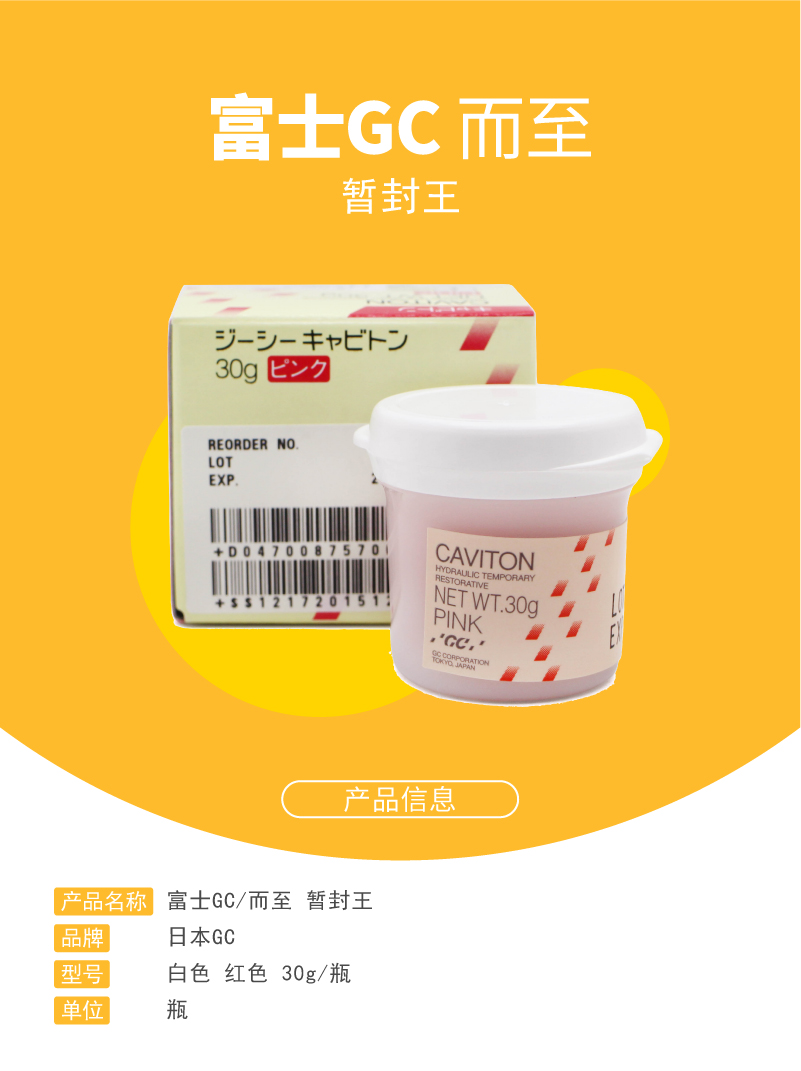 富士GC 而至
暂封王
CAVITON
ジーシー キャビトン
30g ピンク
REORDER NO.
LOT
EXP.
+D0470087570
+$$1217201512
CAVITON
HYDRAULIC TEMPORARY
RESTORATIVE
NET WT.30g
PINK
'GC.'
GC CORPORATION
TOKYO, JAPAN
产品信息
产品名称 富士GC/而至 暂封王
品牌 日本GC
型号 白色 红色 30g/瓶
单位 瓶